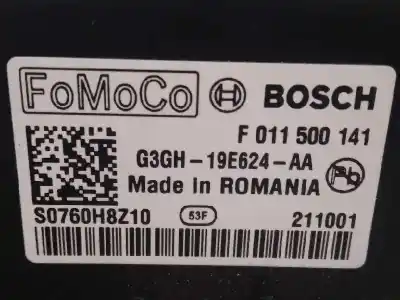 FoMoCo BOSCH
F 011 500 141
G3GH-19E624-AA
Made in ROMANIA Pb
S0760H8Z10 53F 211001